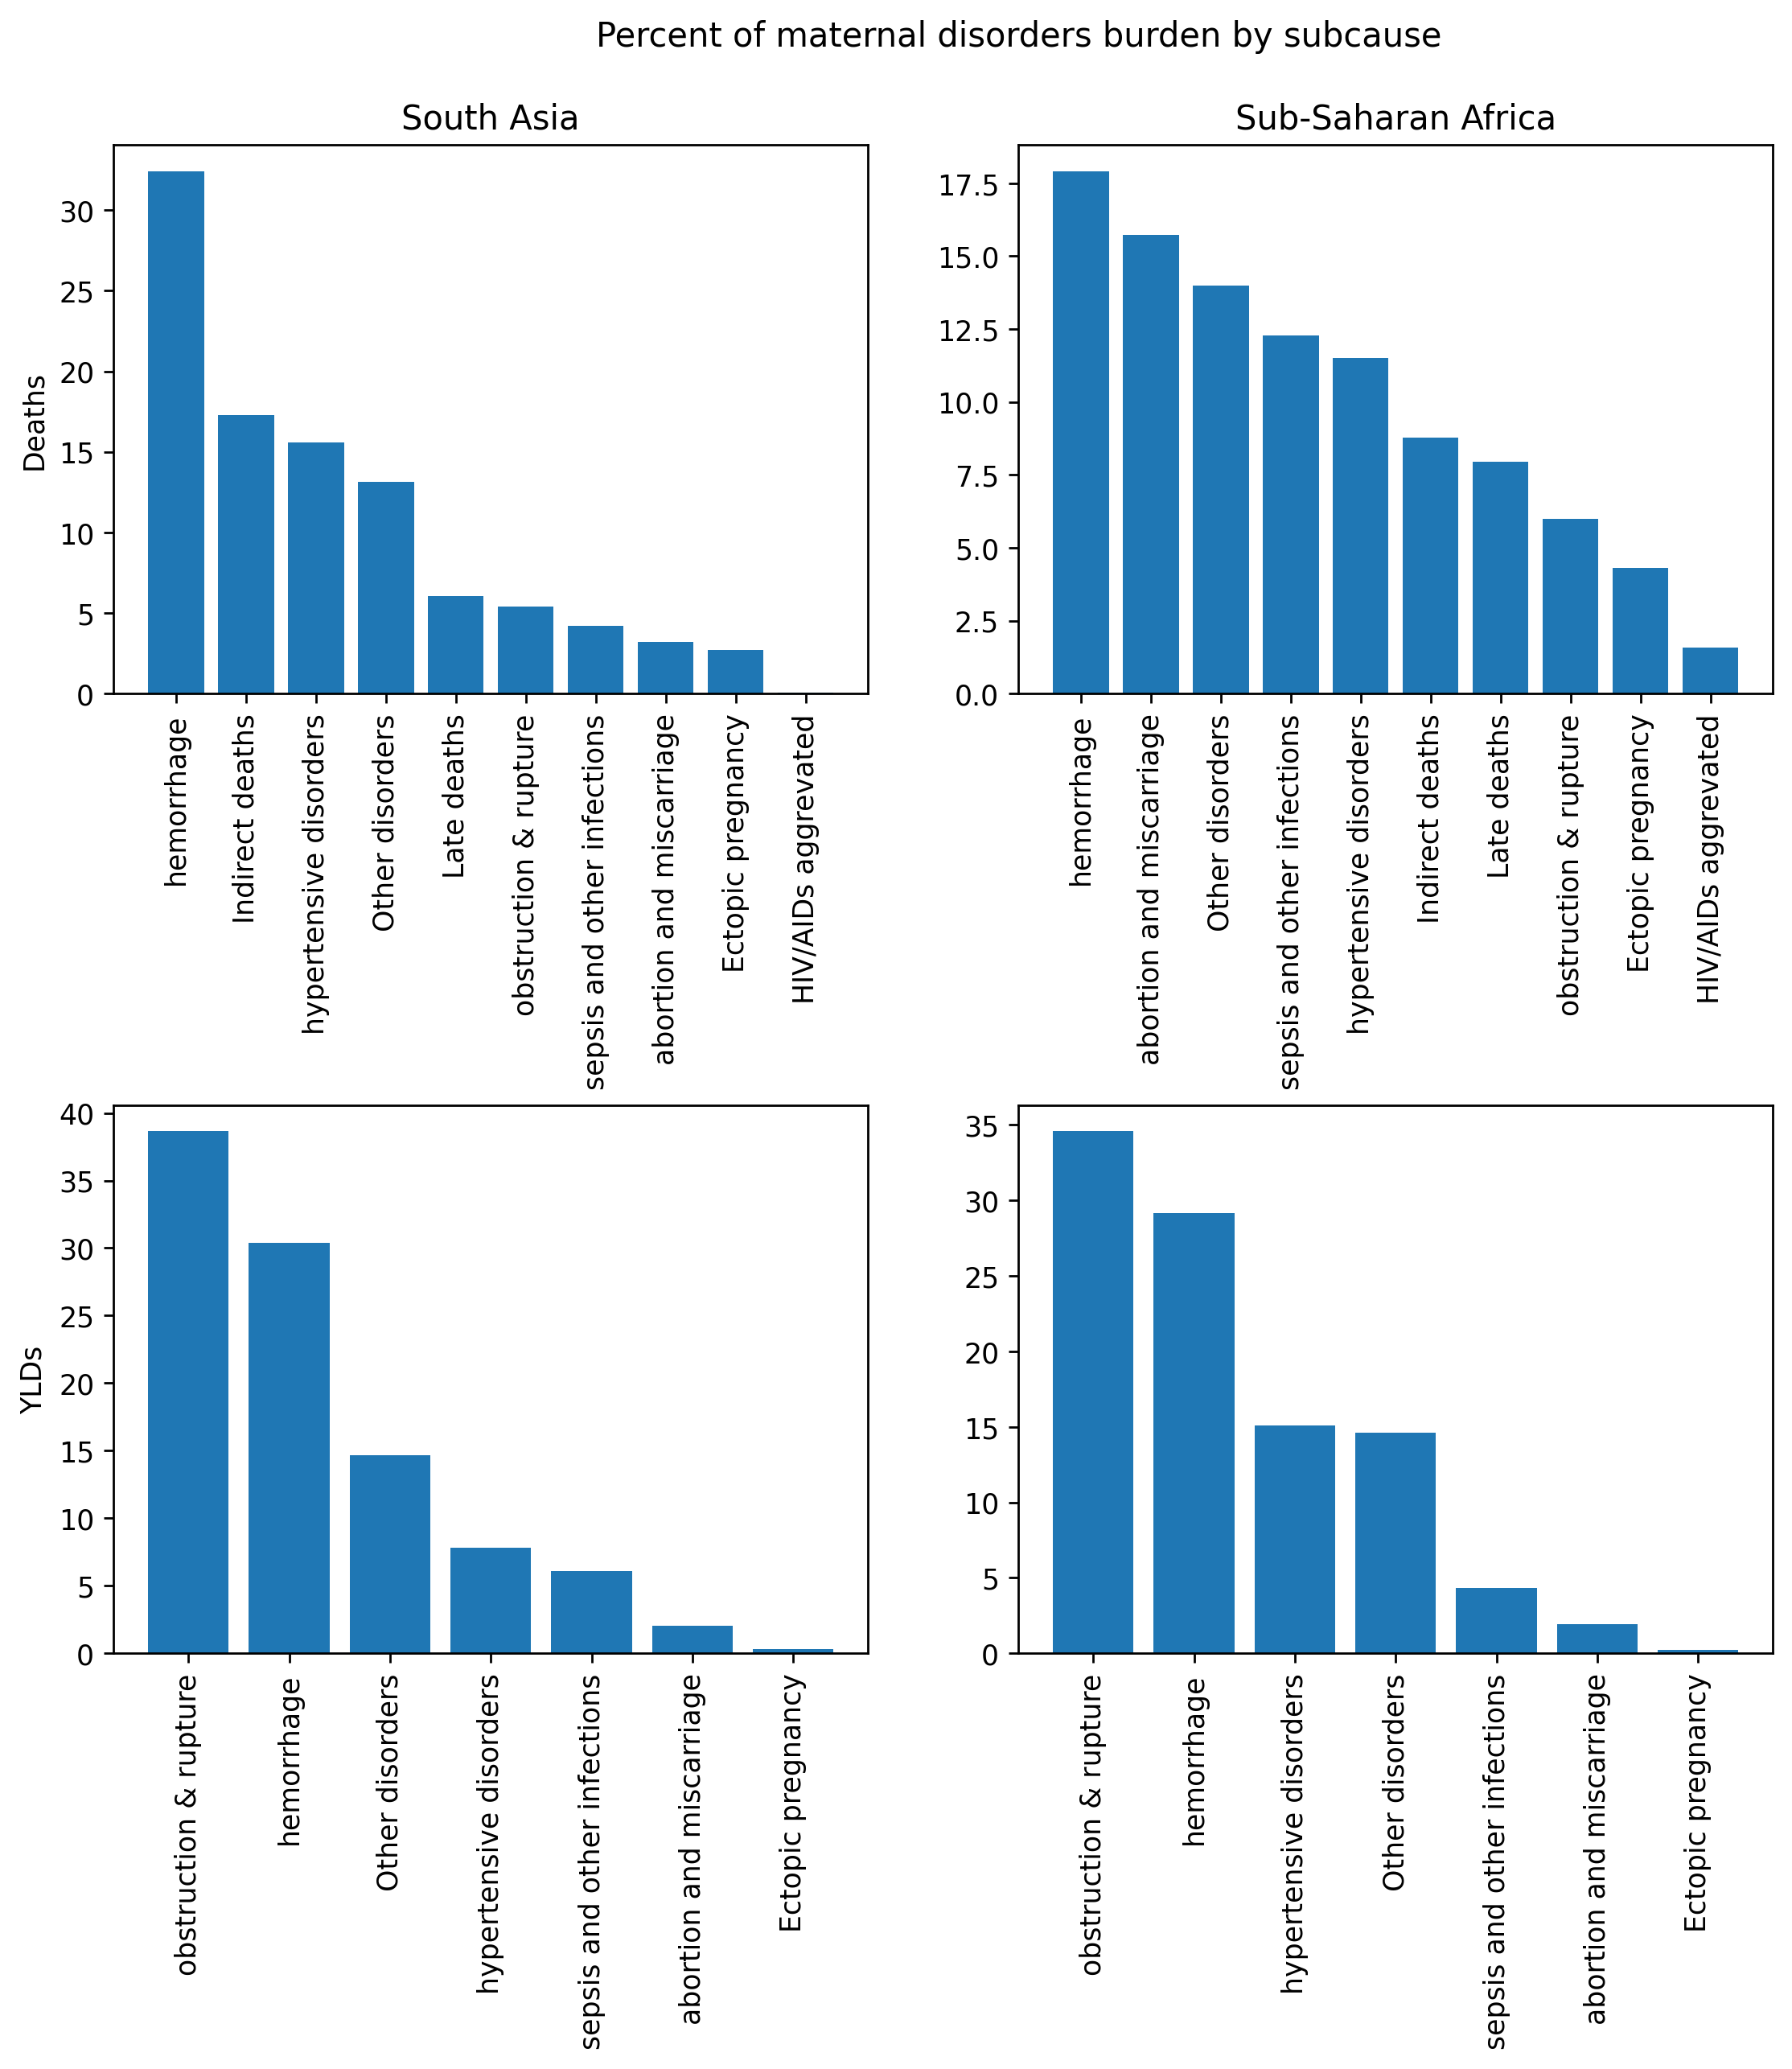 Percent of maternal disorders burden by subcause
South Asia
Deaths
30
25
20
15
10
5
0
hemorrhage
Indirect deaths
hypertensive disorders
Other disorders
Late deaths
obstruction & rupture
sepsis and other infections
abortion and miscarriage
Ectopic pregnancy
HIV/AIDs aggrevated
Sub-Saharan Africa
17.5
15.0
12.5
10.0
7.5
5.0
2.5
0.0
hemorrhage
abortion and miscarriage
Other disorders
sepsis and other infections
hypertensive disorders
Indirect deaths
Late deaths
obstruction & rupture
Ectopic pregnancy
HIV/AIDs aggrevated
YLDs
40
35
30
25
20
15
10
5
0
obstruction & rupture
hemorrhage
Other disorders
hypertensive disorders
sepsis and other infections
abortion and miscarriage
Ectopic pregnancy
35
30
25
20
15
10
5
0
obstruction & rupture
hemorrhage
hypertensive disorders
Other disorders
sepsis and other infections
abortion and miscarriage
Ectopic pregnancy